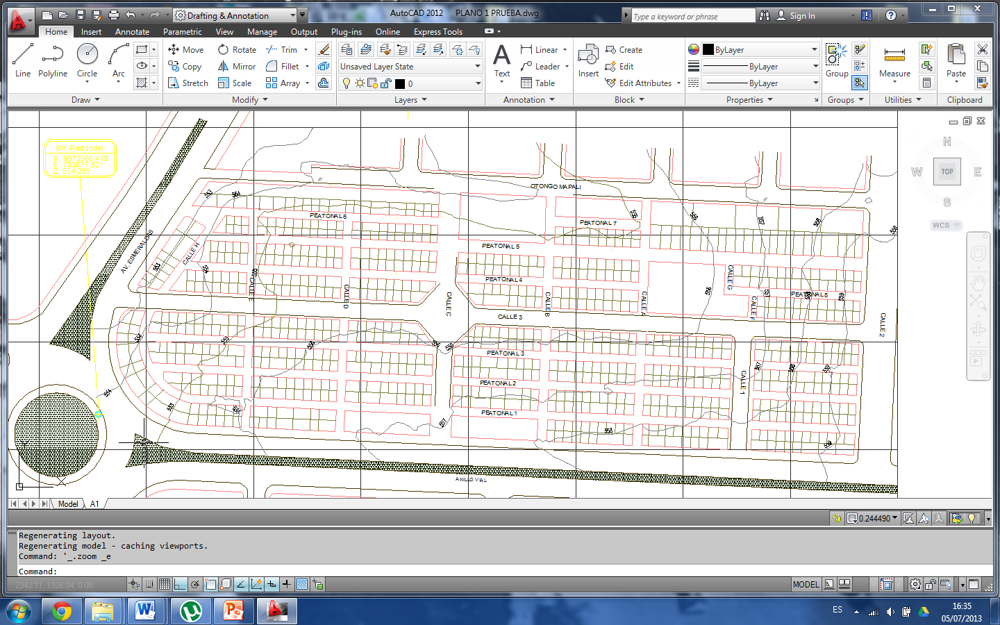 Drafting & Annotation
AutoCAD 2012 PLANO 1 PRUEBA.dwg
Type a keyword or phrase
Sign In
Home Insert Annotate Parametric View Manage Output Plug-ins Online Express Tools
Line Polyline Circle Arc
Move Rotate Trim
Copy Mirror Fillet
Stretch Scale Array
Unsaved Layer State
0
Text
Linear
Leader
Table
Insert
Create
Edit
Edit Attributes
ByLayer
ByLayer
ByLayer
Group
Measure
Paste
Draw Modify Layers Annotation Block Properties Groups Utilities Clipboard
BM-Redondel
N
W TOP E
S
WCS
OTONGO MAPALI
AV. ESMERALDAS
CALLE H
PEATONAL 6
PEATONAL 7
PEATONAL 5
PEATONAL 4
PEATONAL 8
CALLE E
CALLE D
CALLE C
CALLE B
CALLE A
CALLE G
CALLE F
CALLE 3
CALLE 2
PEATONAL 3
PEATONAL 2
PEATONAL 1
CALLE 1
ANILLO VIAL
553
554
555
556
557
558
Model A1
0.244490
Regenerating layout.
Regenerating model - caching viewports.
Command: '_.zoom _e
Command:
2342.11, 1326.04, 0.00
MODEL
ES
16:35
05/07/2013